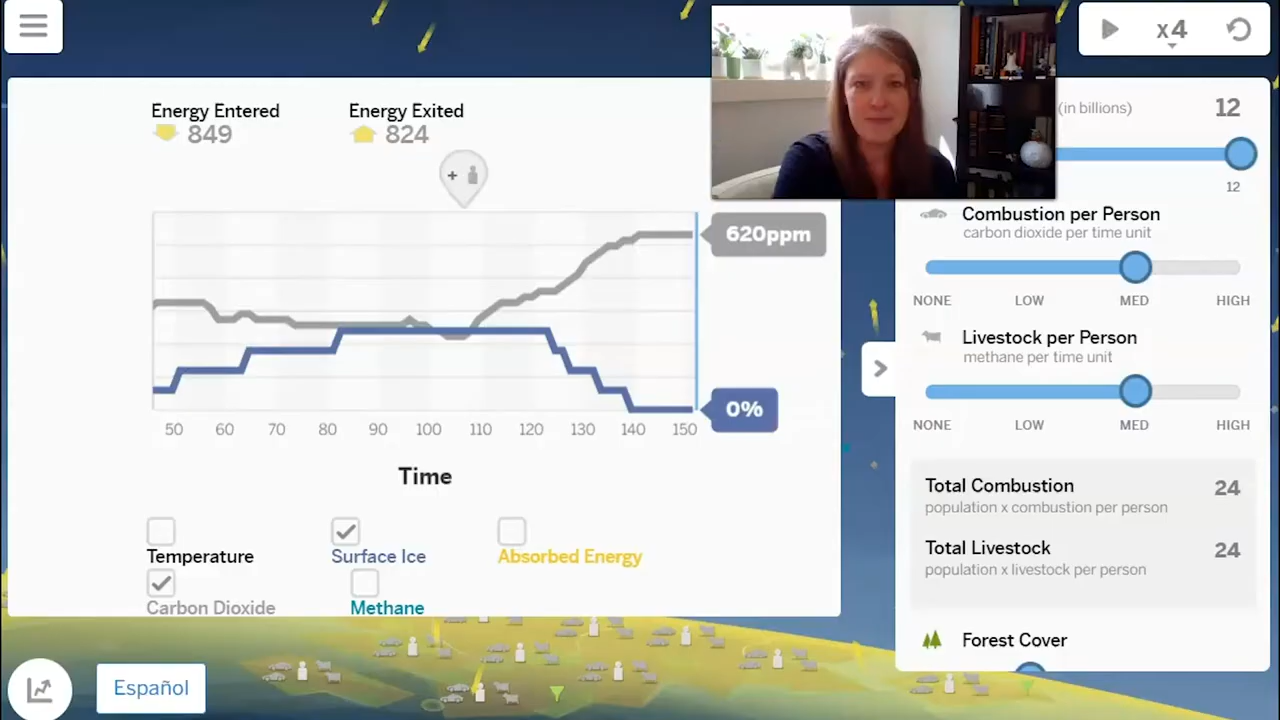 x4
Energy Entered
849
Energy Exited
824
+
620ppm
0%
50 60 70 80 90 100 110 120 130 140 150
Time
Temperature
Surface Ice
Absorbed Energy
Carbon Dioxide
Methane
Español
(in billions)
12
12
Combustion per Person
carbon dioxide per time unit
NONE LOW MED HIGH
Livestock per Person
methane per time unit
NONE LOW MED HIGH
Total Combustion
24
population x combustion per person
Total Livestock
24
population x livestock per person
Forest Cover